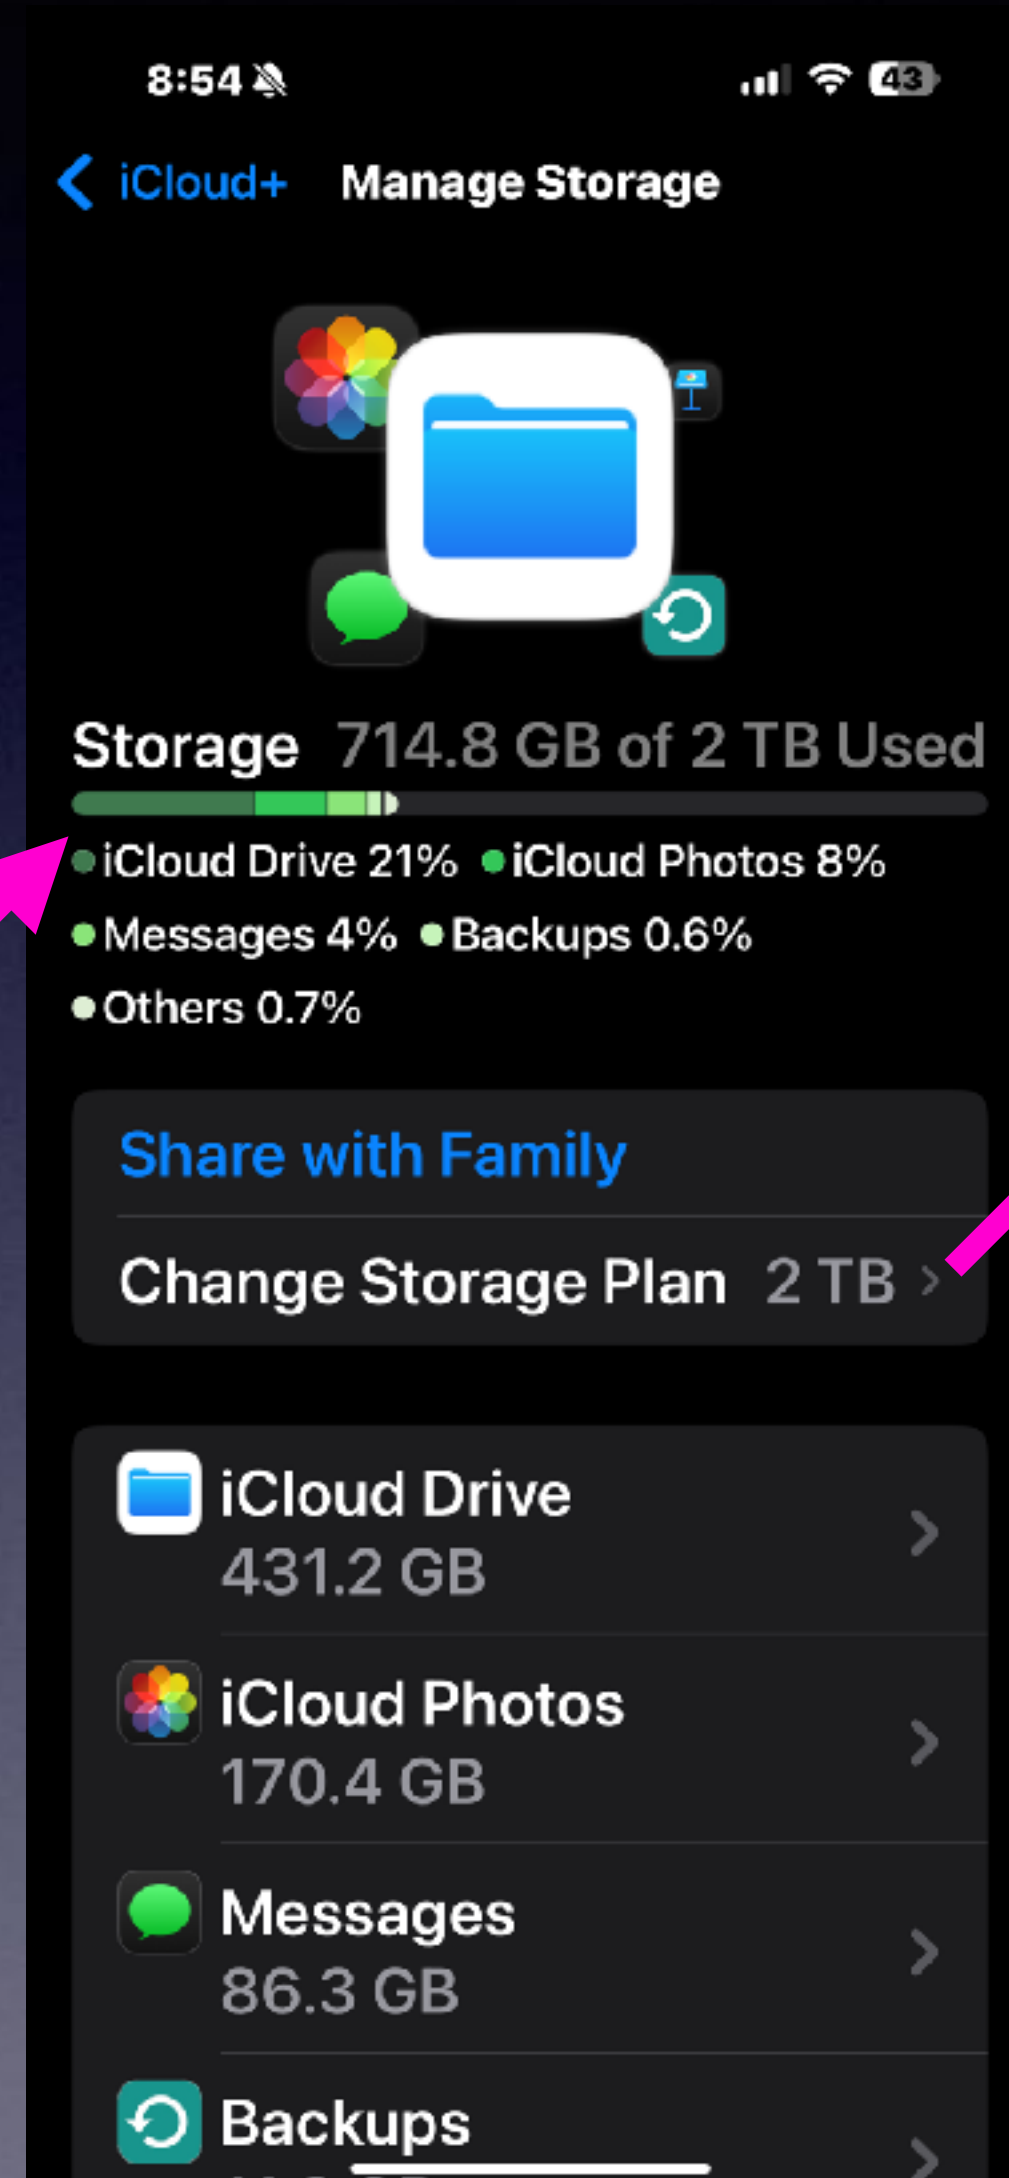 8:54
43
iCloud+ Manage Storage
Storage 714.8 GB of 2 TB Used
iCloud Drive 21% iCloud Photos 8%
Messages 4% Backups 0.6%
Others 0.7%
Share with Family
Change Storage Plan 2 TB
iCloud Drive
431.2 GB
iCloud Photos
170.4 GB
Messages
86.3 GB
Backups